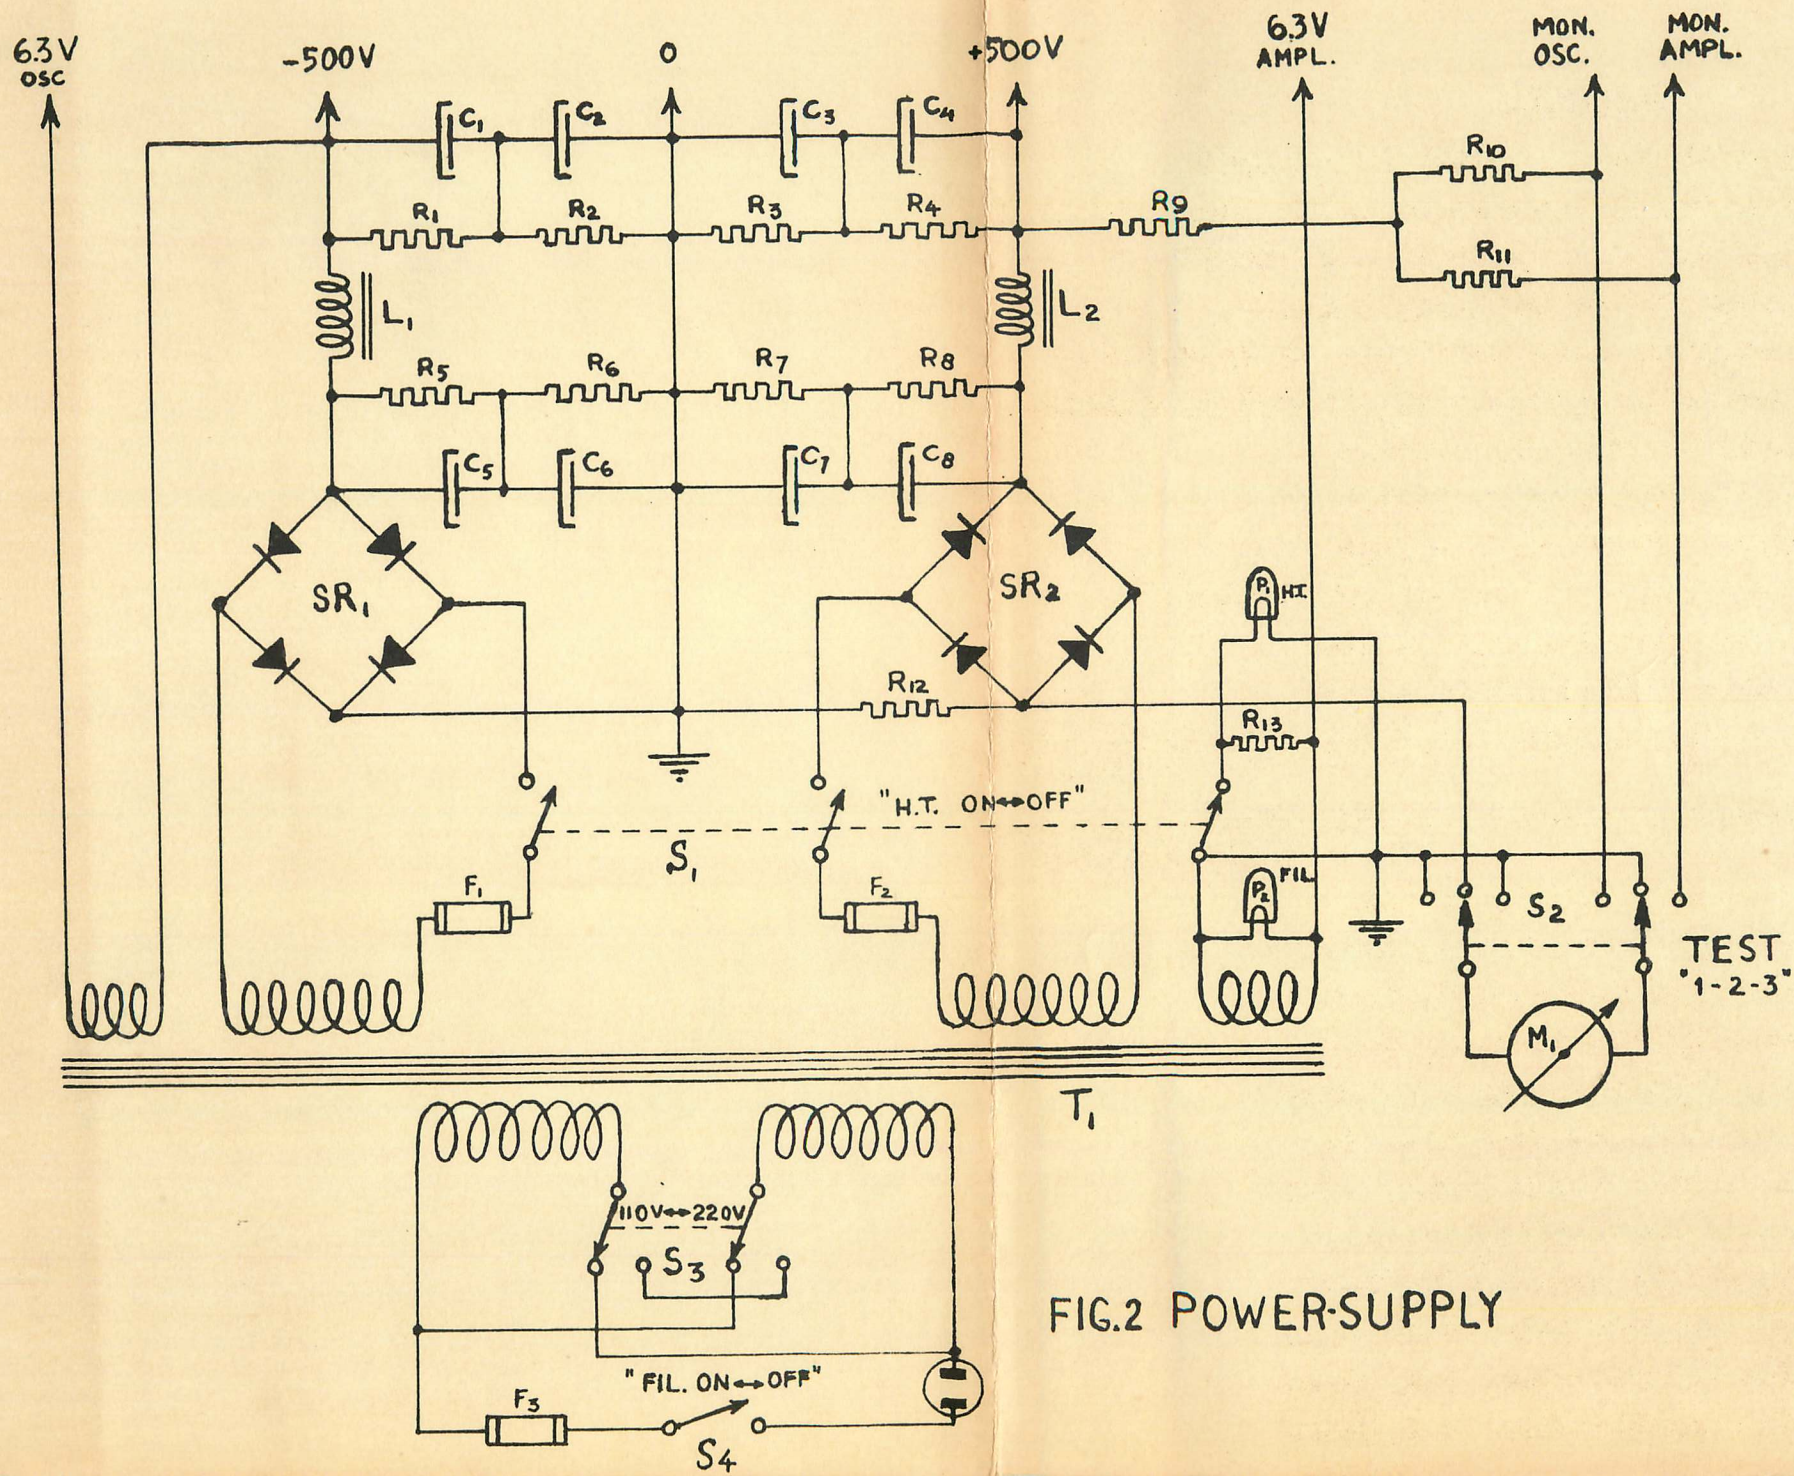 6.3V
OSC
-500V
0
+500V
6.3V
AMPL.
MON.
OSC.
MON.
AMPL.
C1
C2
C3
C4
R1
R2
R3
R4
R9
R10
R11
L1
L2
R5
R6
R7
R8
C5
C6
C7
C8
SR1
SR2
P1
H.T.
R12
R13
"H.T. ON↔OFF"
S1
F1
F2
P2
FIL.
S2
TEST
"1-2-3"
M1
T1
110V↔220V
S3
FIG.2 POWER-SUPPLY
"FIL. ON↔OFF"
F3
S4